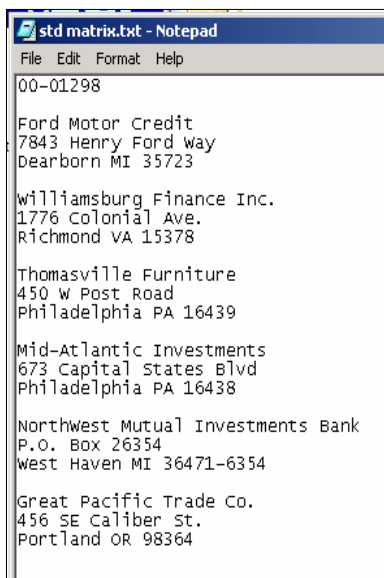 std matrix.txt - Notepad
File Edit Format Help
00-01298
Ford Motor Credit
7843 Henry Ford Way
Dearborn MI 35723
Williamsburg Finance Inc.
1776 Colonial Ave.
Richmond VA 15378
Thomasville Furniture
450 W Post Road
Philadelphia PA 16439
Mid-Atlantic Investments
673 Capital States Blvd
Philadelphia PA 16438
NorthWest Mutual Investments Bank
P.O. Box 26354
West Haven MI 36471-6354
Great Pacific Trade Co.
456 SE Caliber St.
Portland OR 98364